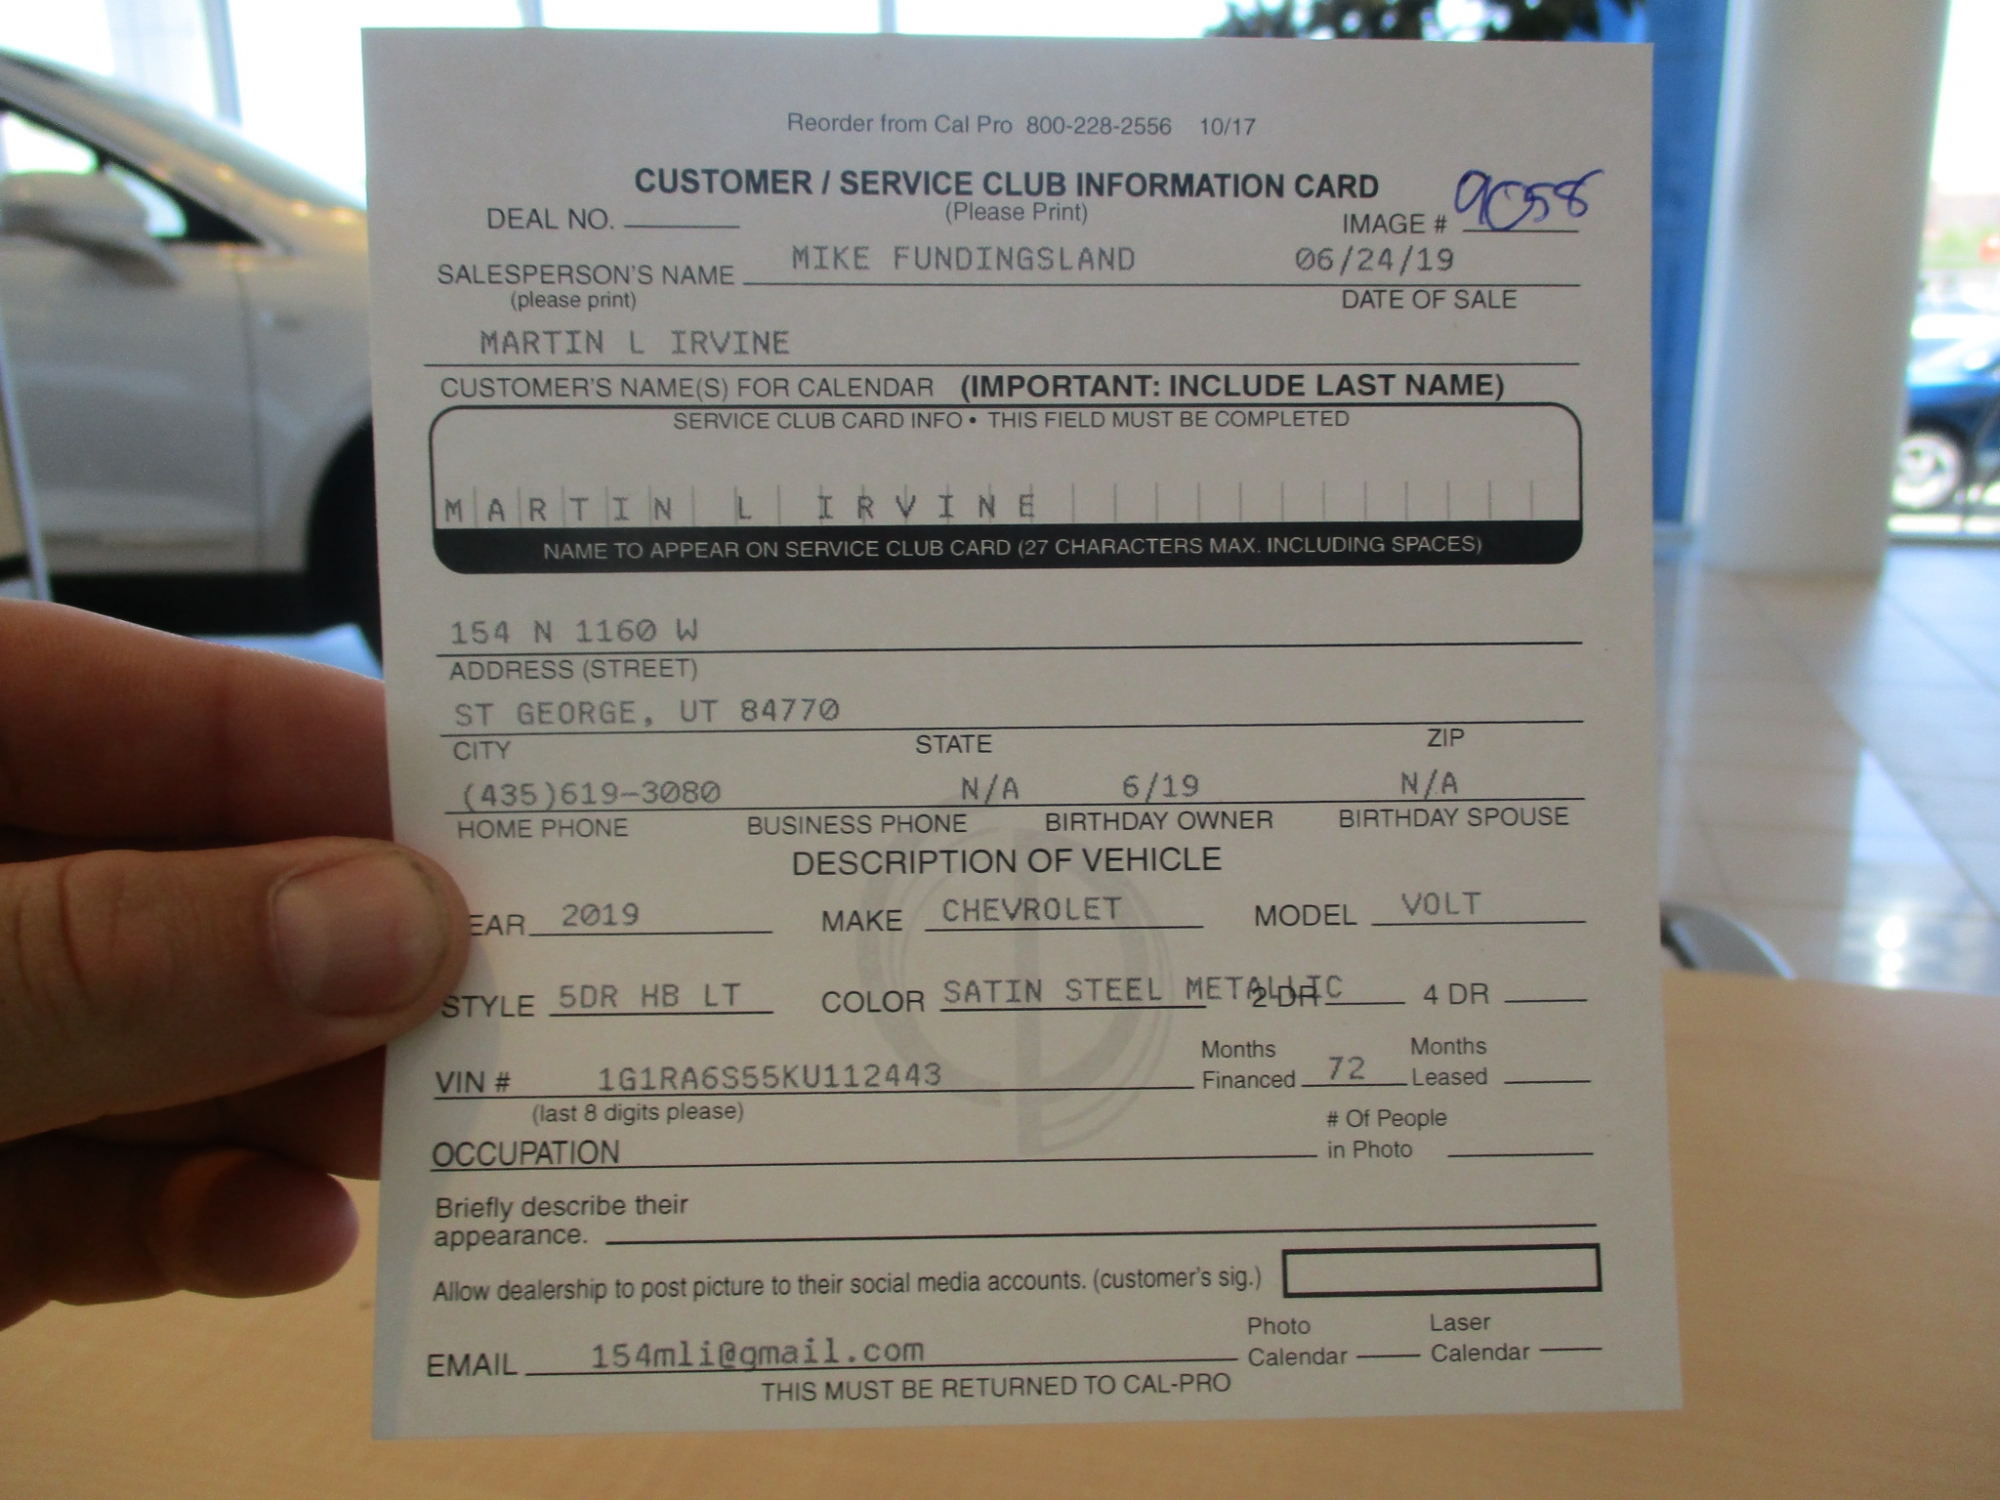 Reorder from Cal Pro 800-228-2556 10/17
CUSTOMER / SERVICE CLUB INFORMATION CARD
(Please Print)
DEAL NO. IMAGE # 9058
SALESPERSON'S NAME MIKE FUNDINGSLAND 06/24/19
(please print) DATE OF SALE
MARTIN L IRVINE
CUSTOMER'S NAME(S) FOR CALENDAR (IMPORTANT: INCLUDE LAST NAME)
SERVICE CLUB CARD INFO • THIS FIELD MUST BE COMPLETED
MARTIN L IRVINE
NAME TO APPEAR ON SERVICE CLUB CARD (27 CHARACTERS MAX. INCLUDING SPACES)
154 N 1160 W
ADDRESS (STREET)
ST GEORGE, UT 84770
CITY STATE ZIP
(435)619-3080 N/A 6/19 N/A
HOME PHONE BUSINESS PHONE BIRTHDAY OWNER BIRTHDAY SPOUSE
DESCRIPTION OF VEHICLE
EAR 2019 MAKE CHEVROLET MODEL VOLT
STYLE 5DR HB LT COLOR SATIN STEEL METALLIC 2 DR 4 DR
VIN # 1G1RA6S55KU112443 Months Financed 72 Months Leased
(last 8 digits please)
OCCUPATION # Of People in Photo
Briefly describe their
appearance.
Allow dealership to post picture to their social media accounts. (customer's sig.)
EMAIL 154mli@gmail.com Photo Calendar Laser Calendar
THIS MUST BE RETURNED TO CAL-PRO